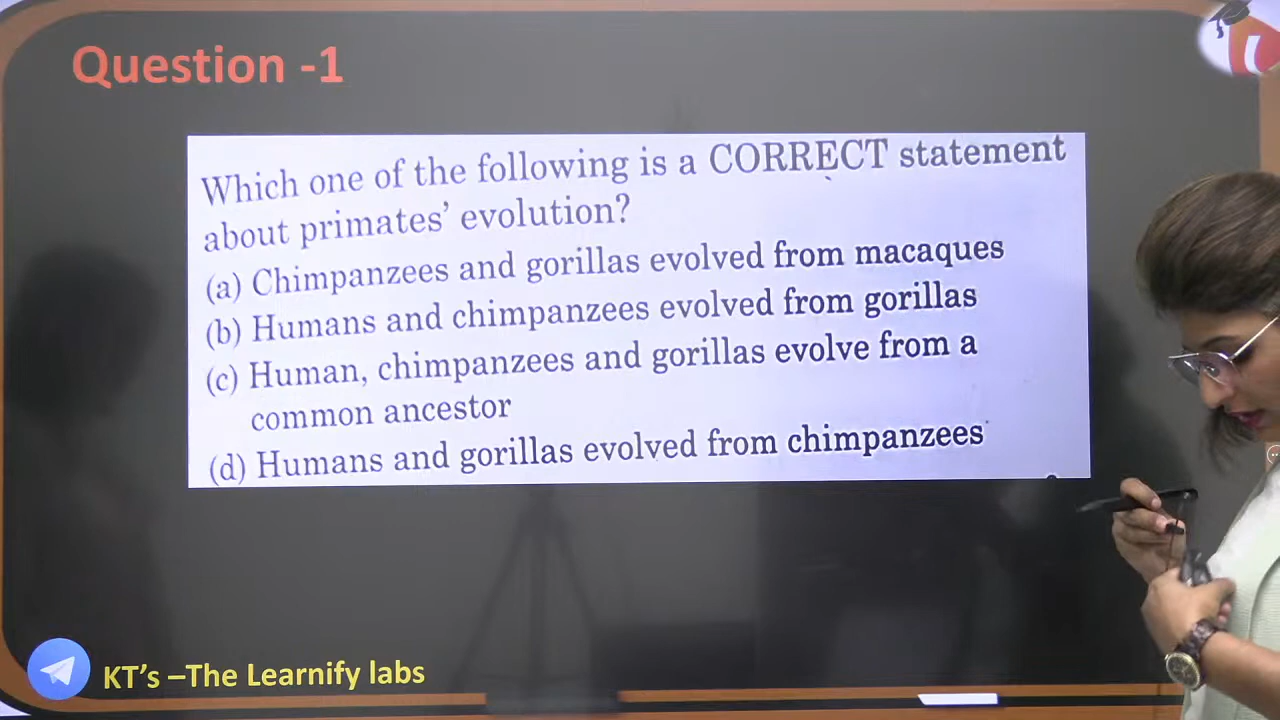 Question -1
Which one of the following is a CORRECT statement
about primates' evolution?
(a) Chimpanzees and gorillas evolved from macaques
(b) Humans and chimpanzees evolved from gorillas
(c) Human, chimpanzees and gorillas evolve from a
common ancestor
(d) Humans and gorillas evolved from chimpanzees
KT's –The Learnify labs